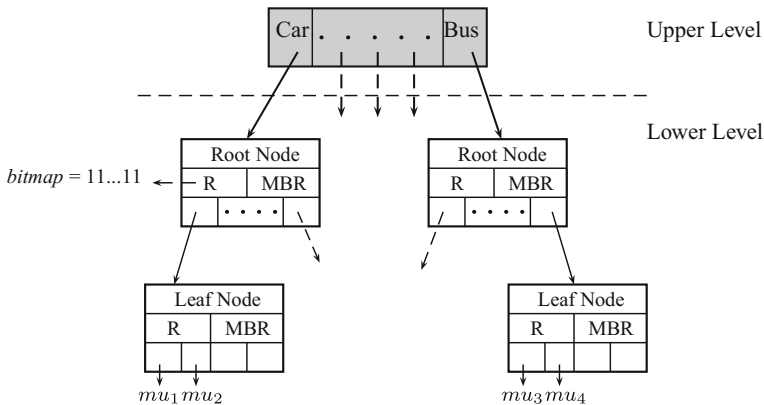 Car . . . . . Bus
Upper Level
Lower Level
Root Node
R MBR
. . . .
bitmap = 11...11
Root Node
R MBR
. . . .
Leaf Node
R MBR
mu1 mu2
Leaf Node
R MBR
mu3 mu4